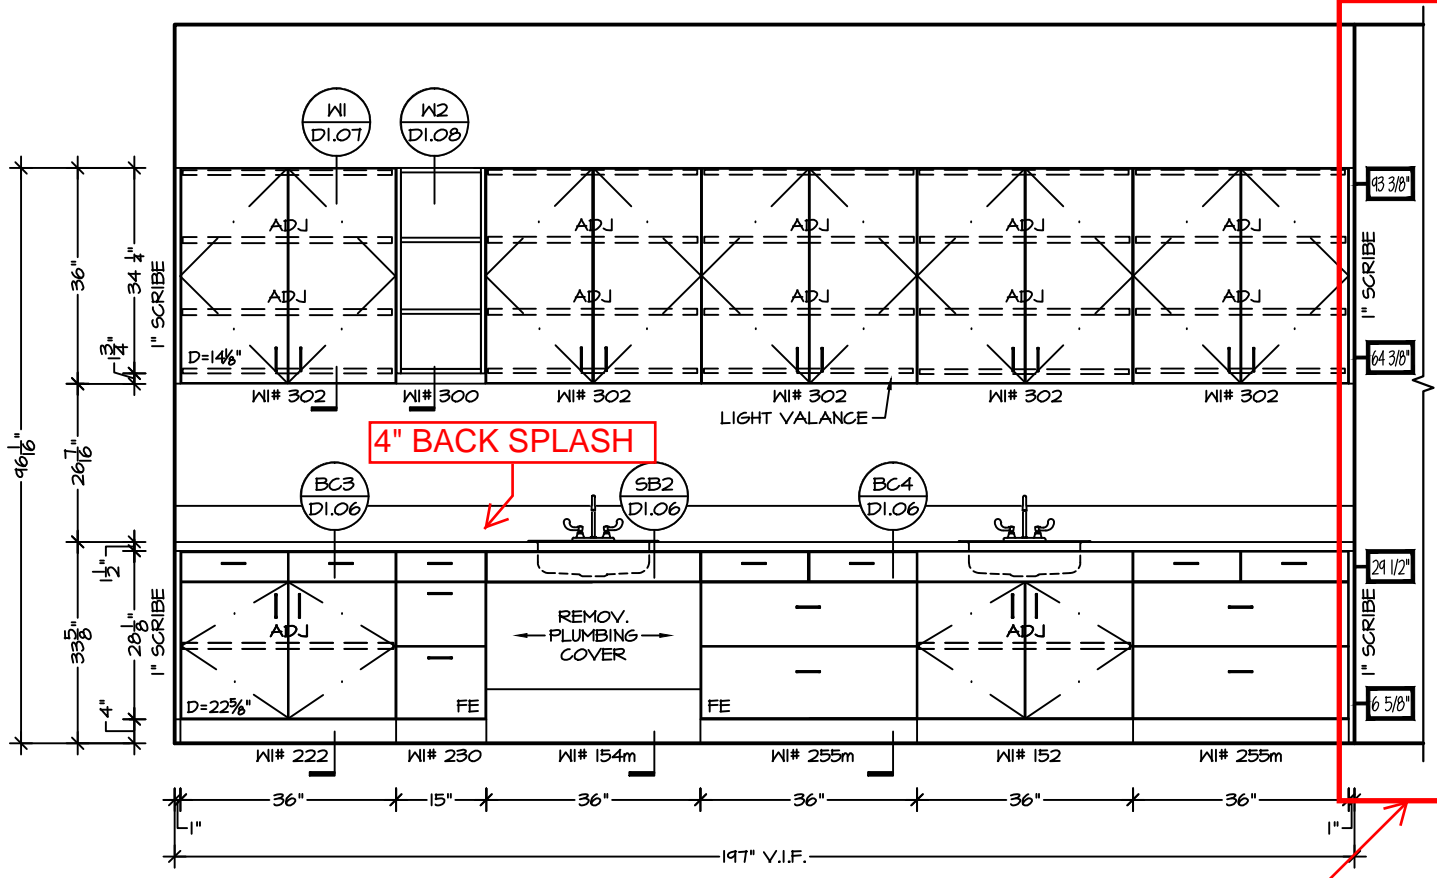 W1
D1.07
W2
D1.08
93 3/8"
ADJ ADJ ADJ ADJ ADJ
36"
34 1/4"
1" SCRIBE
1" SCRIBE
ADJ ADJ ADJ ADJ ADJ
1 3/4"
D=14 1/8"
64 3/8"
WI# 302 WI# 300 WI# 302 WI# 302 WI# 302 WI# 302
LIGHT VALANCE
4" BACK SPLASH
96 1/16"
26 7/16"
BC3
D1.06
SB2
D1.06
BC4
D1.06
1 1/2"
29 1/2"
33 5/8"
28 1/8"
1" SCRIBE
1" SCRIBE
ADJ
REMOV.
PLUMBING
COVER
ADJ
4"
D=22 5/8"
FE
FE
6 5/8"
WI# 222 WI# 230 WI# 154m WI# 255m WI# 152 WI# 255m
36" 15" 36" 36" 36" 36"
1"
1"
197" V.I.F.